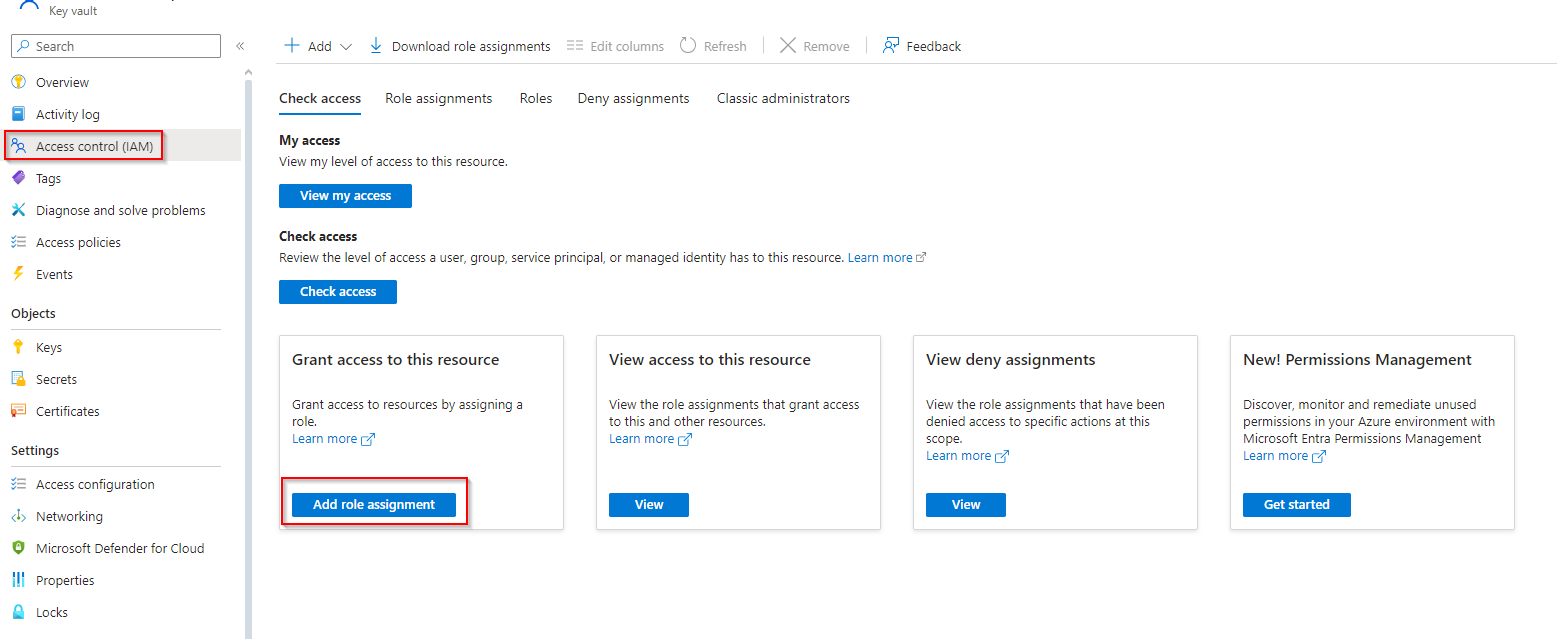 Key vault
Search
«
Overview
Activity log
Access control (IAM)
Tags
Diagnose and solve problems
Access policies
Events
Objects
Keys
Secrets
Certificates
Settings
Access configuration
Networking
Microsoft Defender for Cloud
Properties
Locks
Add
Download role assignments
Edit columns
Refresh
Remove
Feedback
Check access
Role assignments
Roles
Deny assignments
Classic administrators
My access
View my level of access to this resource.
View my access
Check access
Review the level of access a user, group, service principal, or managed identity has to this resource. Learn more
Check access
Grant access to this resource
Grant access to resources by assigning a
role.
Learn more
Add role assignment
View access to this resource
View the role assignments that grant access
to this and other resources.
Learn more
View
View deny assignments
View the role assignments that have been
denied access to specific actions at this
scope.
Learn more
View
New! Permissions Management
Discover, monitor and remediate unused
permissions in your Azure environment with
Microsoft Entra Permissions Management
Learn more
Get started